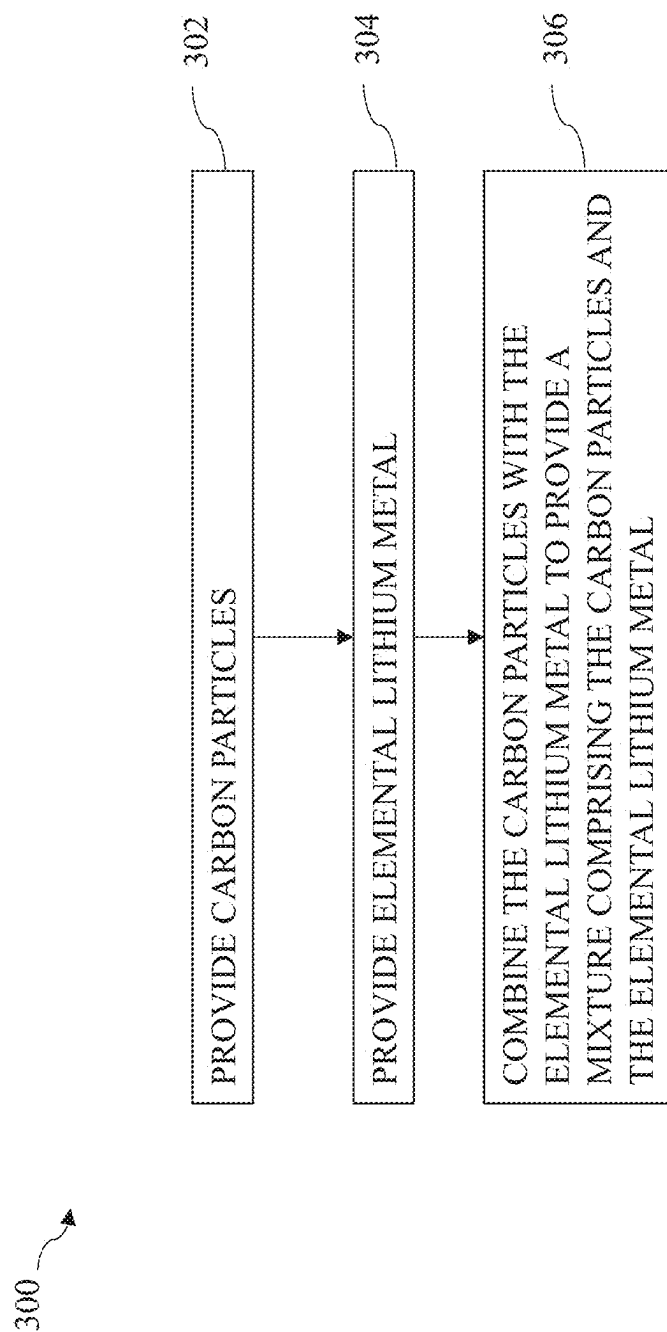 300
PROVIDE CARBON PARTICLES
302
PROVIDE ELEMENTAL LITHIUM METAL
304
COMBINE THE CARBON PARTICLES WITH THE
ELEMENTAL LITHIUM METAL TO PROVIDE A
MIXTURE COMPRISING THE CARBON PARTICLES AND
THE ELEMENTAL LITHIUM METAL
306